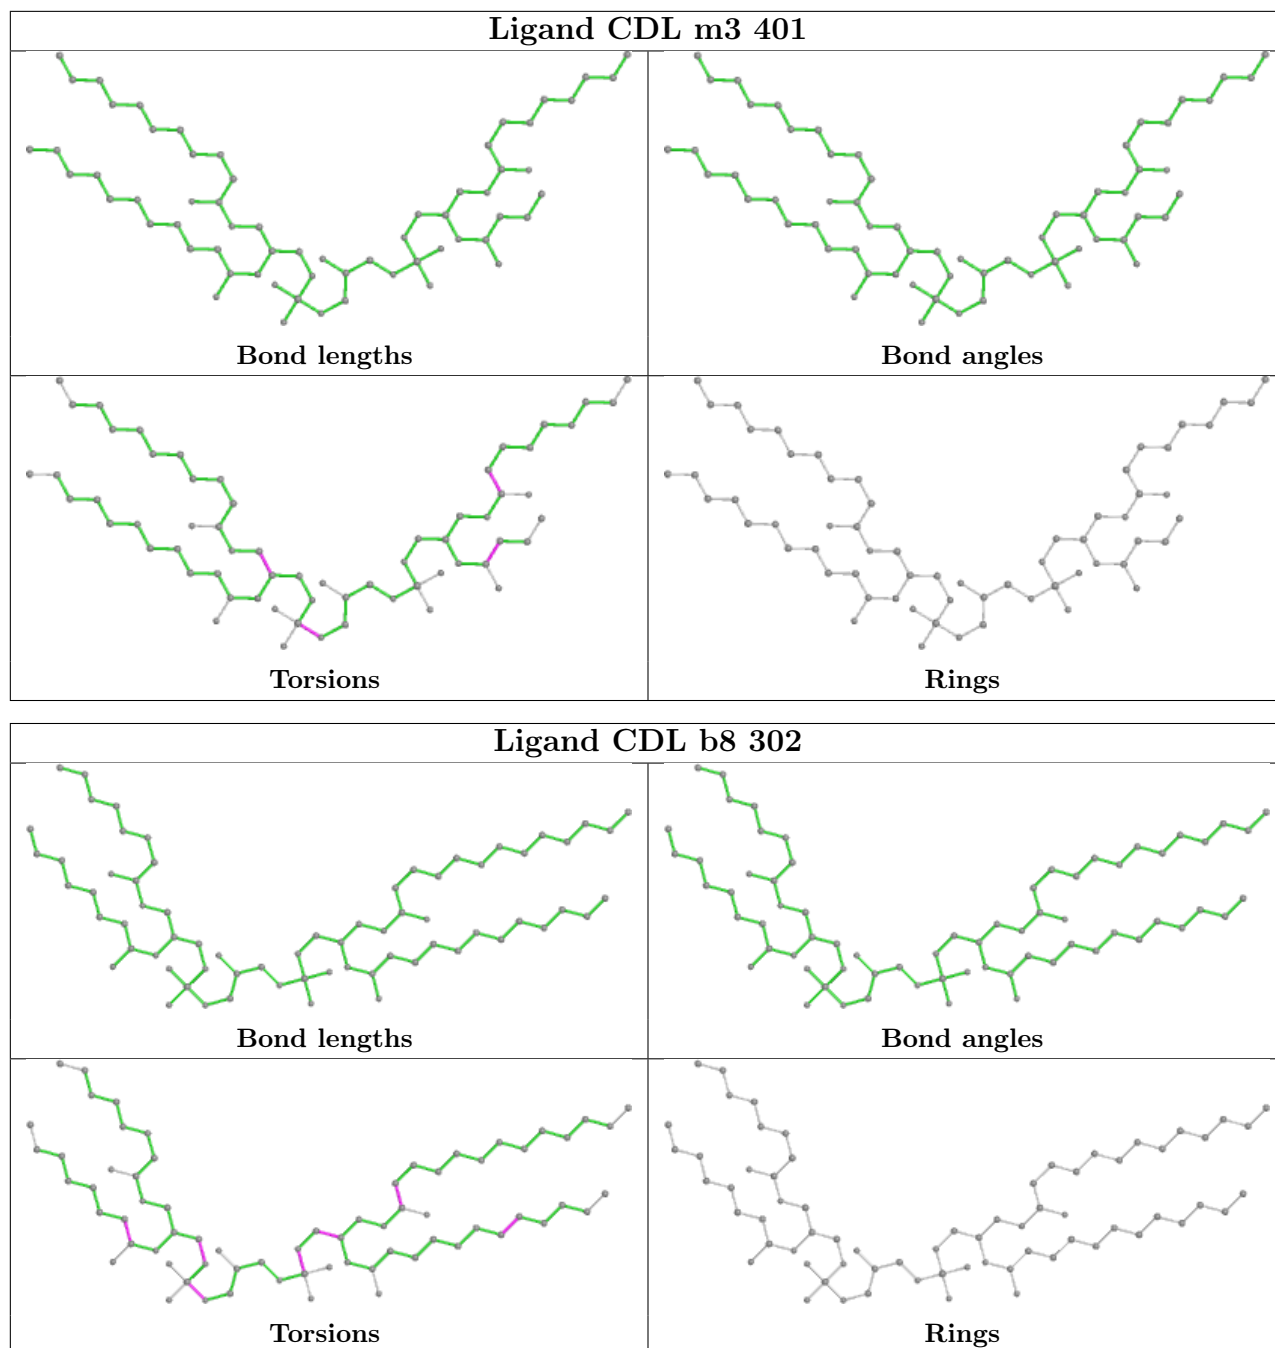 Ligand CDL m3 401
Bond lengths
Bond angles
Torsions
Rings
Ligand CDL b8 302
Bond lengths
Bond angles
Torsions
Rings